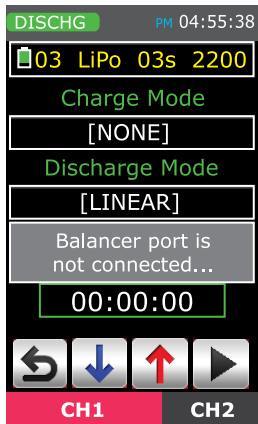 DISCHG PM 04:55:38
03 LiPo 03s 2200
Charge Mode
[NONE]
Discharge Mode
[LINEAR]
Balancer port is
not connected...
00:00:00
CH1 CH2